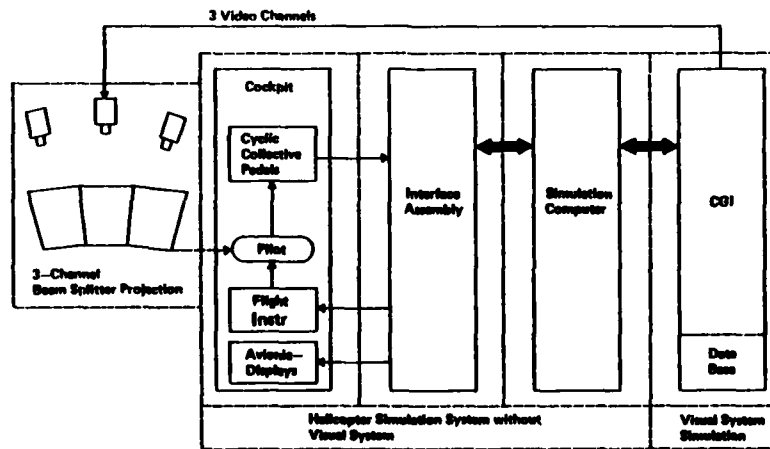 3 Video Channels
Cockpit
Cyclic
Collective
Pedals
Pilot
Flight
Instr
Avionic—
Displays
3—Channel
Beam Splitter Projection
Interface
Assembly
Simulation
Computer
CGI
Data
Base
Helicopter Simulation System without
Visual System
Visual System
Simulation